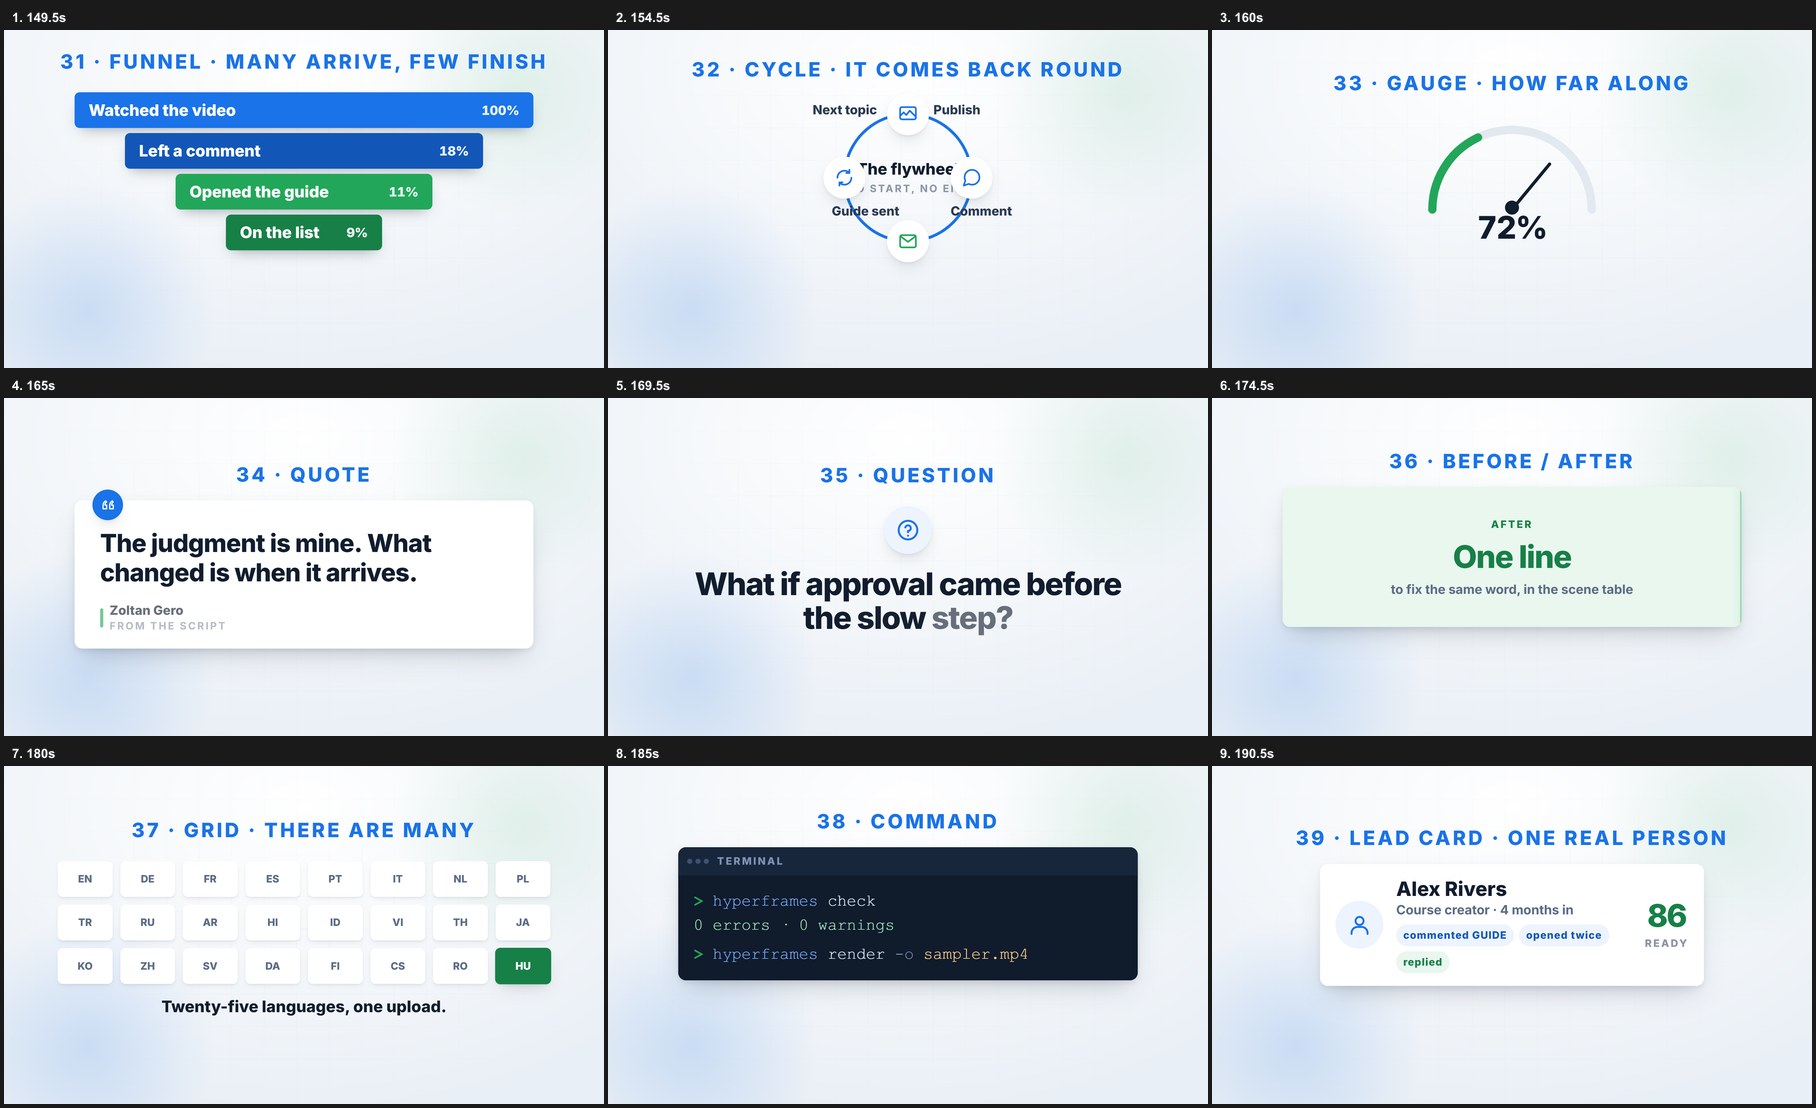 1. 149.5s
31 · FUNNEL · MANY ARRIVE, FEW FINISH
Watched the video 100%
Left a comment 18%
Opened the guide 11%
On the list 9%
2. 154.5s
32 · CYCLE · IT COMES BACK ROUND
Next topic Publish
The flywheel
START, NO
Guide sent Comment
3. 160s
33 · GAUGE · HOW FAR ALONG
72%
4. 165s
34 · QUOTE
The judgment is mine. What
changed is when it arrives.
Zoltan Gero
FROM THE SCRIPT
5. 169.5s
35 · QUESTION
What if approval came before
the slow step?
6. 174.5s
36 · BEFORE / AFTER
AFTER
One line
to fix the same word, in the scene table
7. 180s
37 · GRID · THERE ARE MANY
EN DE FR ES PT IT NL PL
TR RU AR HI ID VI TH JA
KO ZH SV DA FI CS RO HU
Twenty-five languages, one upload.
8. 185s
38 · COMMAND
TERMINAL
> hyperframes check
0 errors · 0 warnings
> hyperframes render -o sampler.mp4
9. 190.5s
39 · LEAD CARD · ONE REAL PERSON
Alex Rivers
Course creator · 4 months in
commented GUIDE opened twice
replied
86
READY